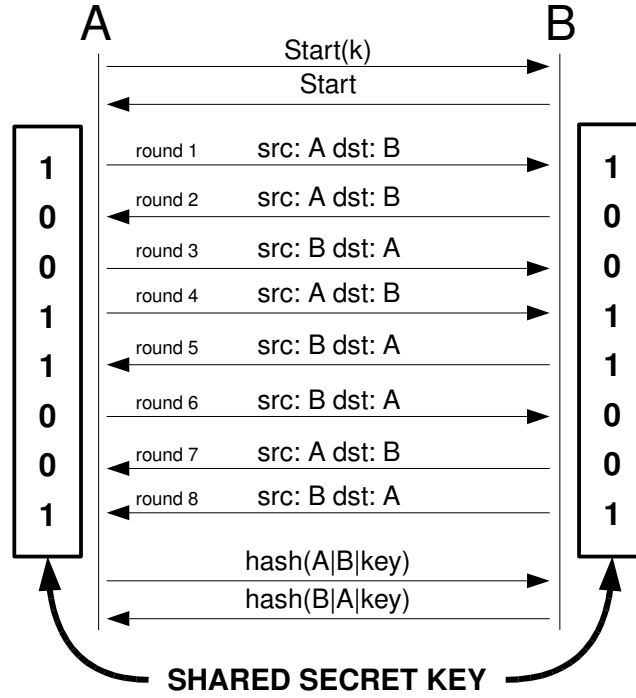 A B
Start(k)
Start
round 1 src: A dst: B
1 1
round 2 src: A dst: B
0 0
round 3 src: B dst: A
0 0
round 4 src: A dst: B
1 1
round 5 src: B dst: A
1 1
round 6 src: B dst: A
0 0
round 7 src: A dst: B
0 0
round 8 src: B dst: A
1 1
hash(A|B|key)
hash(B|A|key)
SHARED SECRET KEY